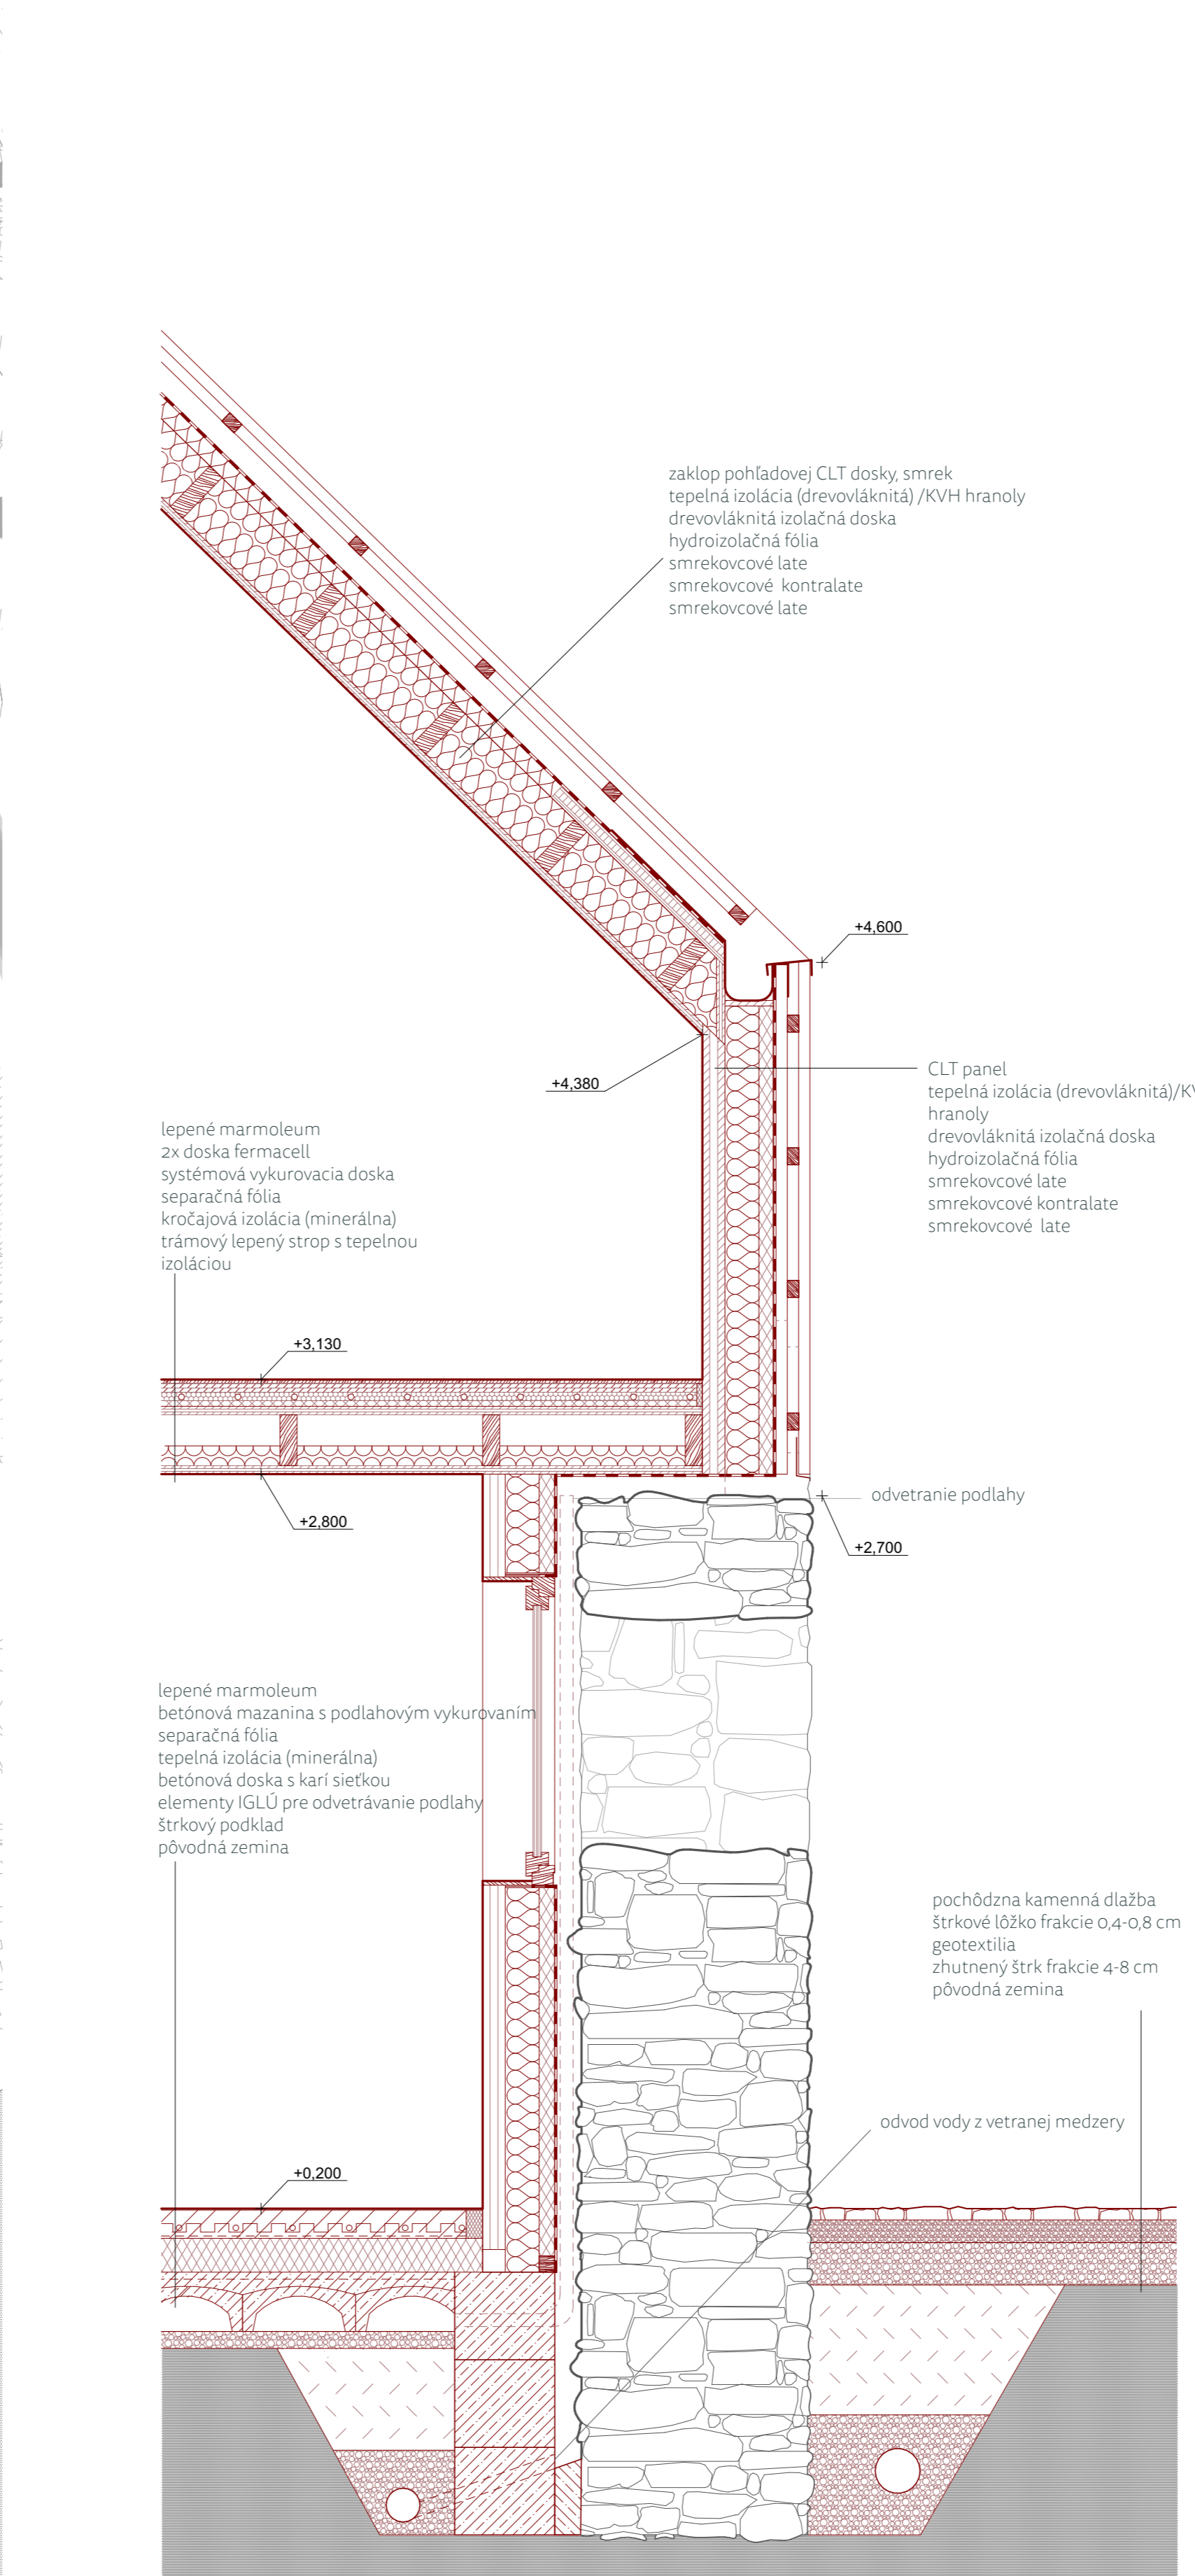 zaklop pohľadovej CLT dosky, smrek
tepelná izolácia (drevovláknitá) /KVH hranoly
drevovláknitá izolačná doska
hydroizolačná fólia
smrekovcové late
smrekovcové kontralate
smrekovcové late
+4,600
+4,380
CLT panel
tepelná izolácia (drevovláknitá)/KV
hranoly
drevovláknitá izolačná doska
hydroizolačná fólia
smrekovcové late
smrekovcové kontralate
smrekovcové late
lepené marmoleum
2x doska fermacell
systémová vykurovacia doska
separačná fólia
kročajová izolácia (minerálna)
trámový lepený strop s tepelnou
izoláciou
+3,130
+2,800
odvetranie podlahy
+2,700
lepené marmoleum
betónová mazanina s podlahovým vykurovaním
separačná fólia
tepelná izolácia (minerálna)
betónová doska s karí sieťkou
elementy IGLÚ pre odvetrávanie podlahy
štrkový podklad
pôvodná zemina
pochôdzna kamenná dlažba
štrkové lôžko frakcie 0,4-0,8 cm
geotextilia
zhutnený štrk frakcie 4-8 cm
pôvodná zemina
odvod vody z vetranej medzery
+0,200